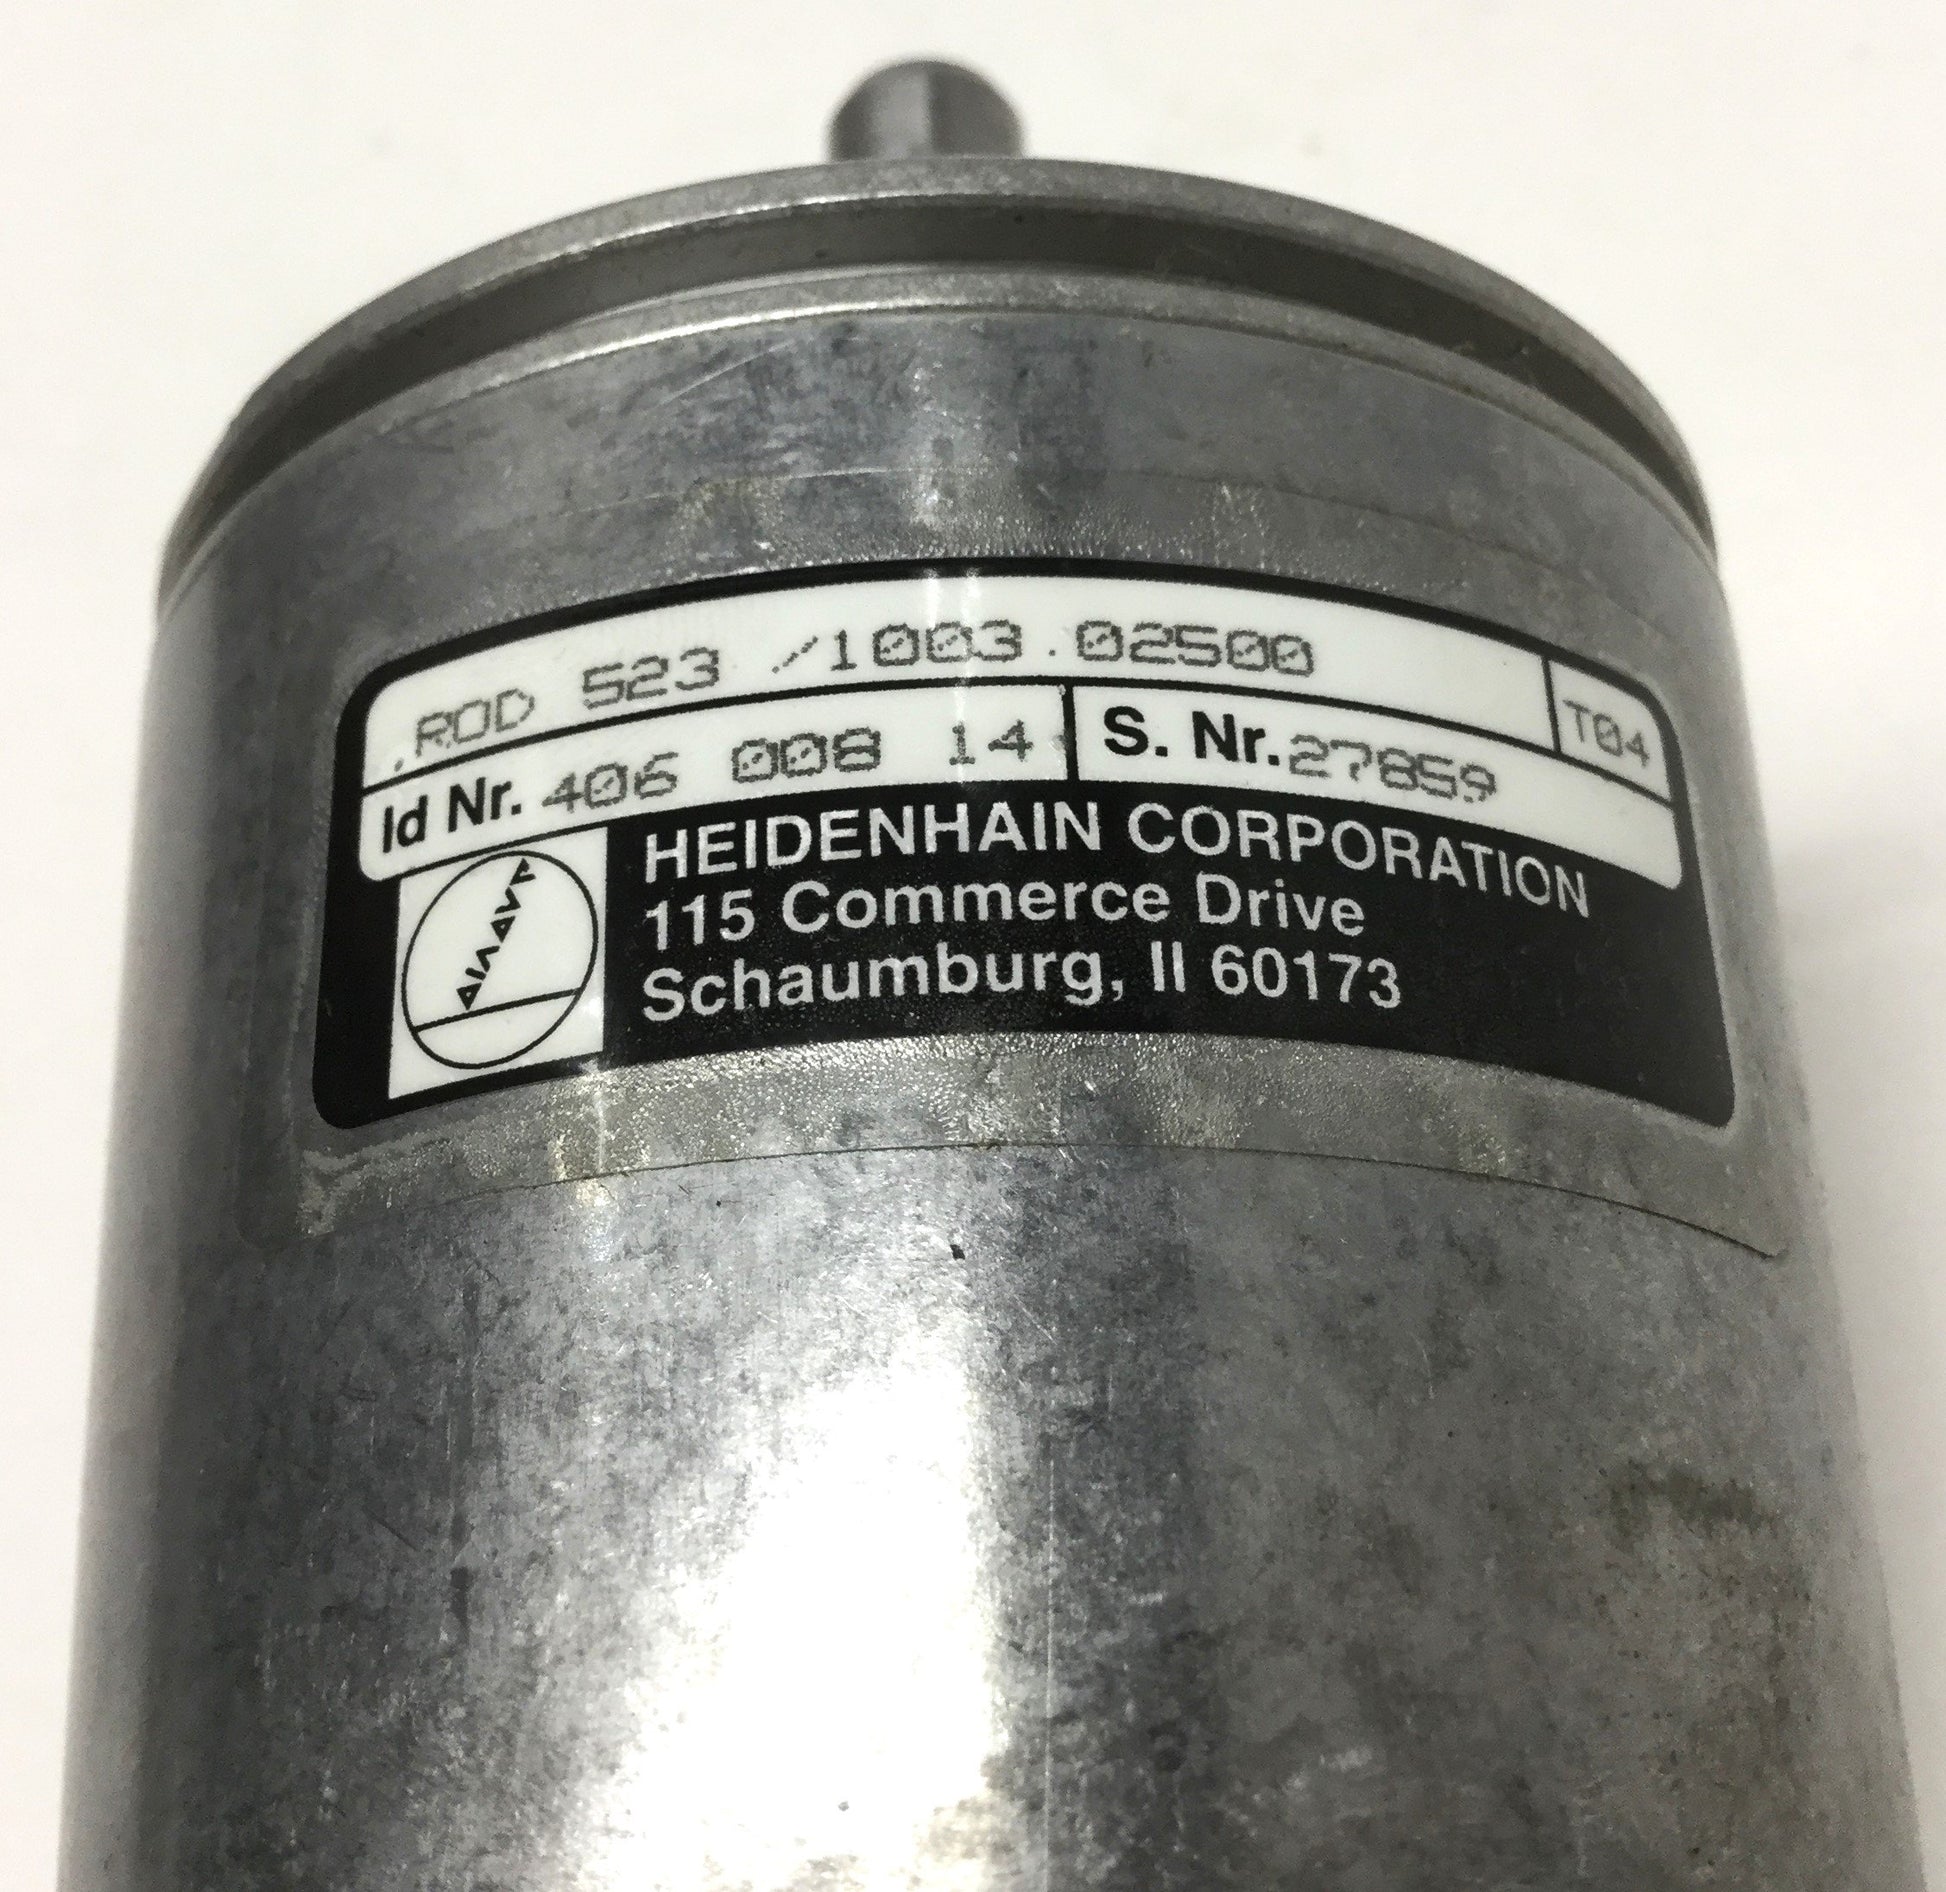 .ROD 523 /1003.02500 T04
Id Nr. 406 008 14 S. Nr. 27859
HEIDENHAIN CORPORATION
115 Commerce Drive
Schaumburg, Il 60173